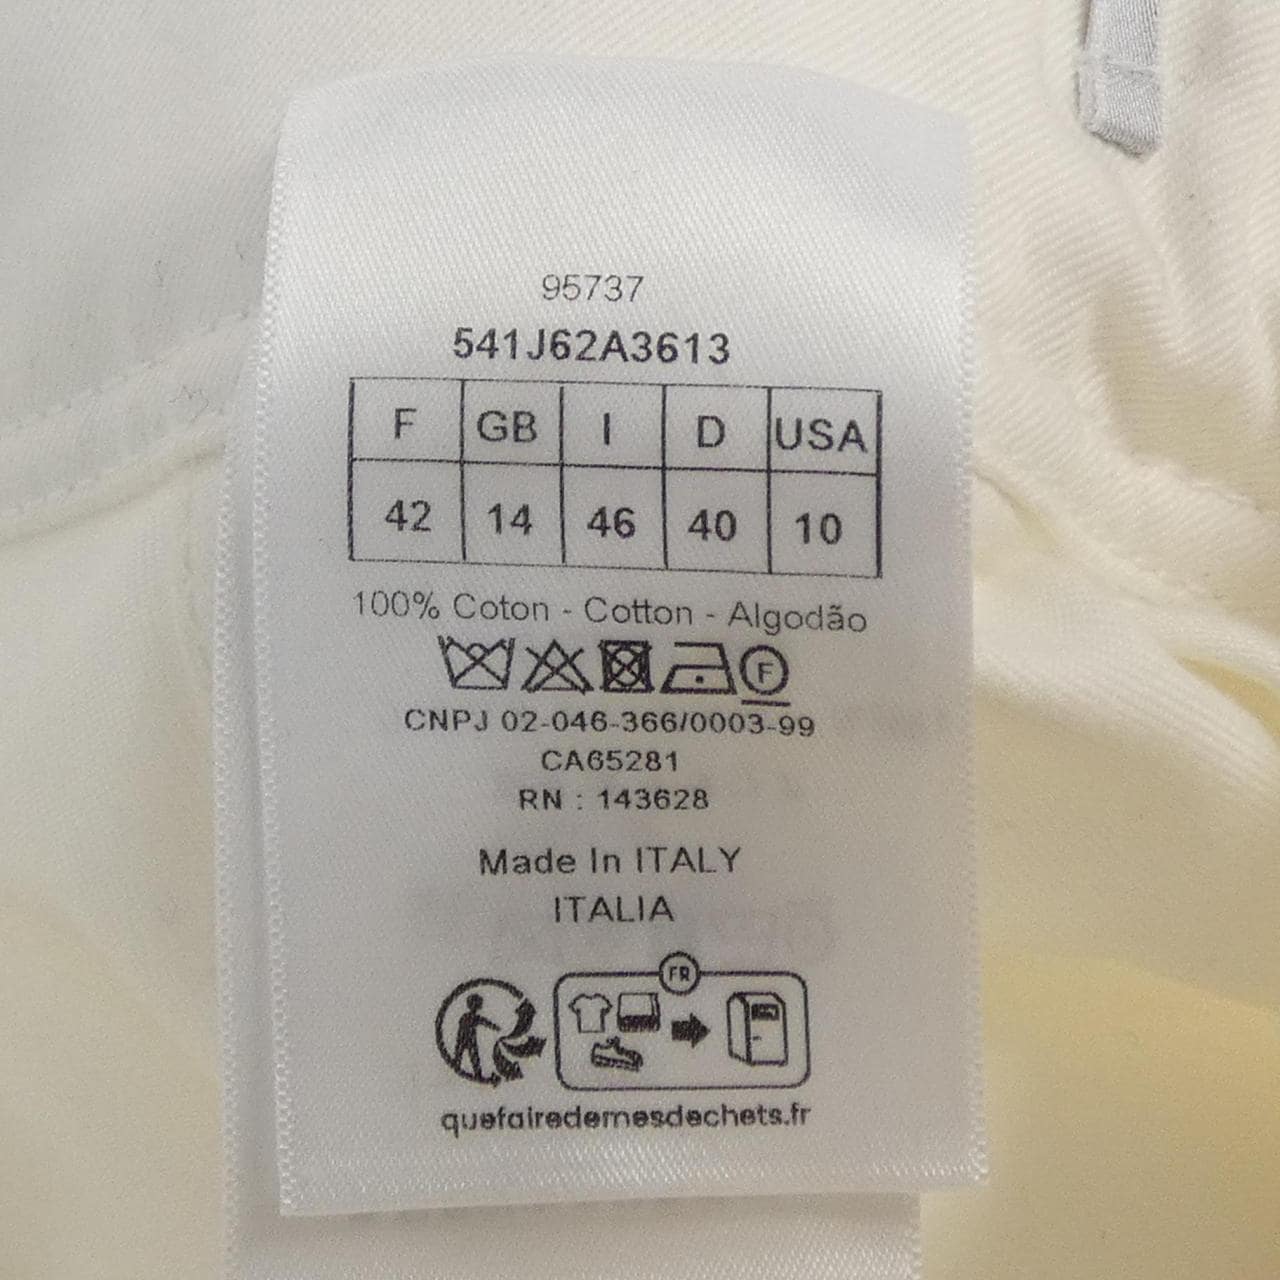 95737
541J62A3613
F GB I D USA
42 14 46 40 10
100% Coton - Cotton - Algodão
F
CNPJ 02-046-366/0003-99
CA65281
RN : 143628
Made In ITALY
ITALIA
FR
quefairedemesdechets.fr